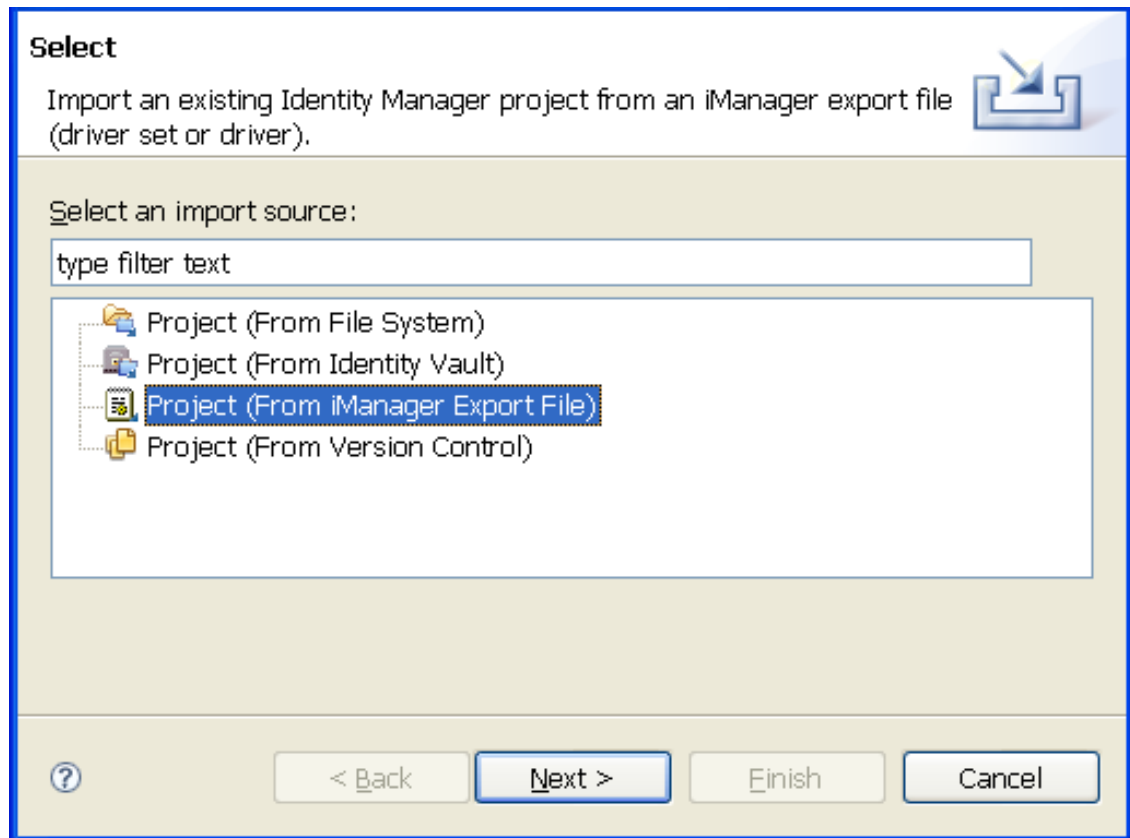 Select
Import an existing Identity Manager project from an iManager export file
(driver set or driver).
Select an import source:
type filter text
Project (From File System)
Project (From Identity Vault)
Project (From iManager Export File)
Project (From Version Control)
?
< Back
Next >
Finish
Cancel